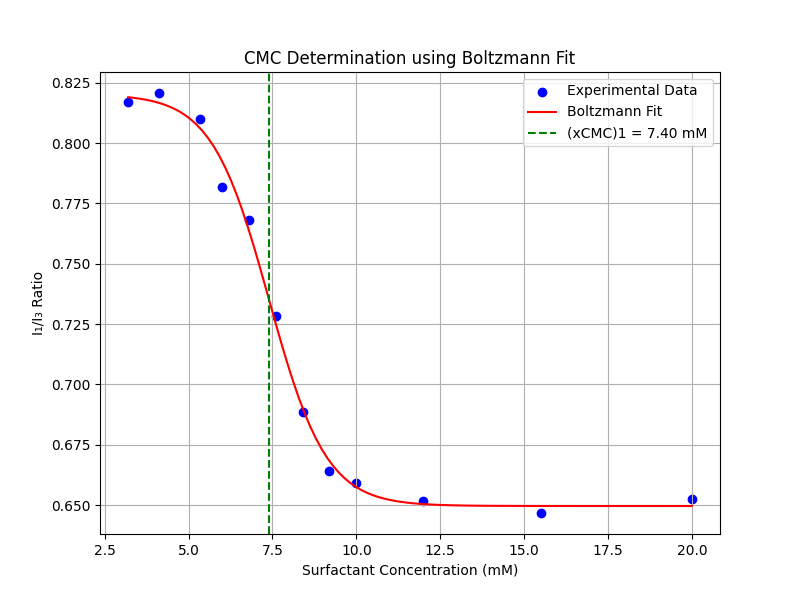 CMC Determination using Boltzmann Fit
Experimental Data
Boltzmann Fit
(xCMC)1 = 7.40 mM
I₁/I₃ Ratio
0.825
0.800
0.775
0.750
0.725
0.700
0.675
0.650
2.5 5.0 7.5 10.0 12.5 15.0 17.5 20.0
Surfactant Concentration (mM)